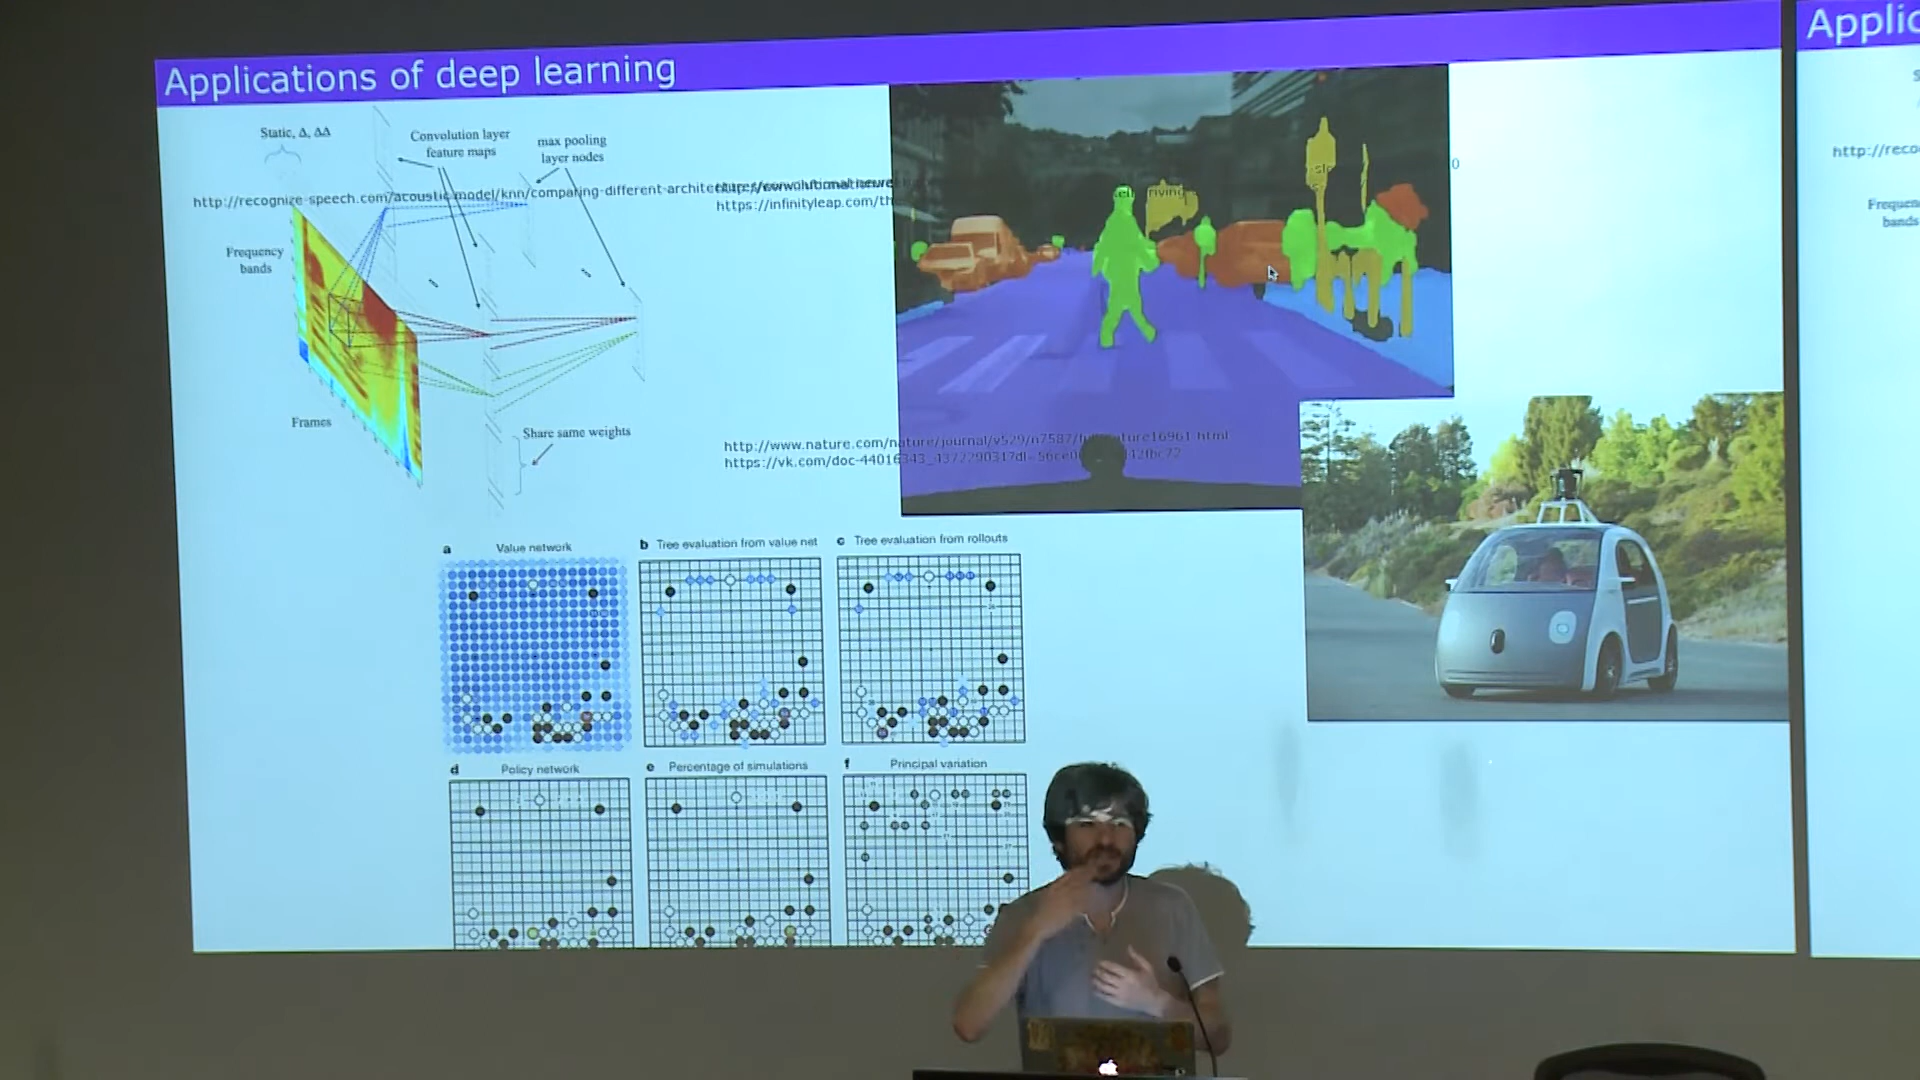 Applications of deep learning
Applic
Static, Δ, ΔΔ
Convolution layer
feature maps
max pooling
layer nodes
http://recognize-speech.com/acoustic-model/knn/comparing-different-architectures/convolutional-neural
https://infinityleap.com/the
http://reco
Frequency
bands
Frequen
bands
Frames
Share same weights
http://www.nature.com/nature/journal/v529/n7587/full/nature16961.html
a Value network
b Tree evaluation from value net
c Tree evaluation from rollouts
d Policy network
e Percentage of simulations
f Principal variation